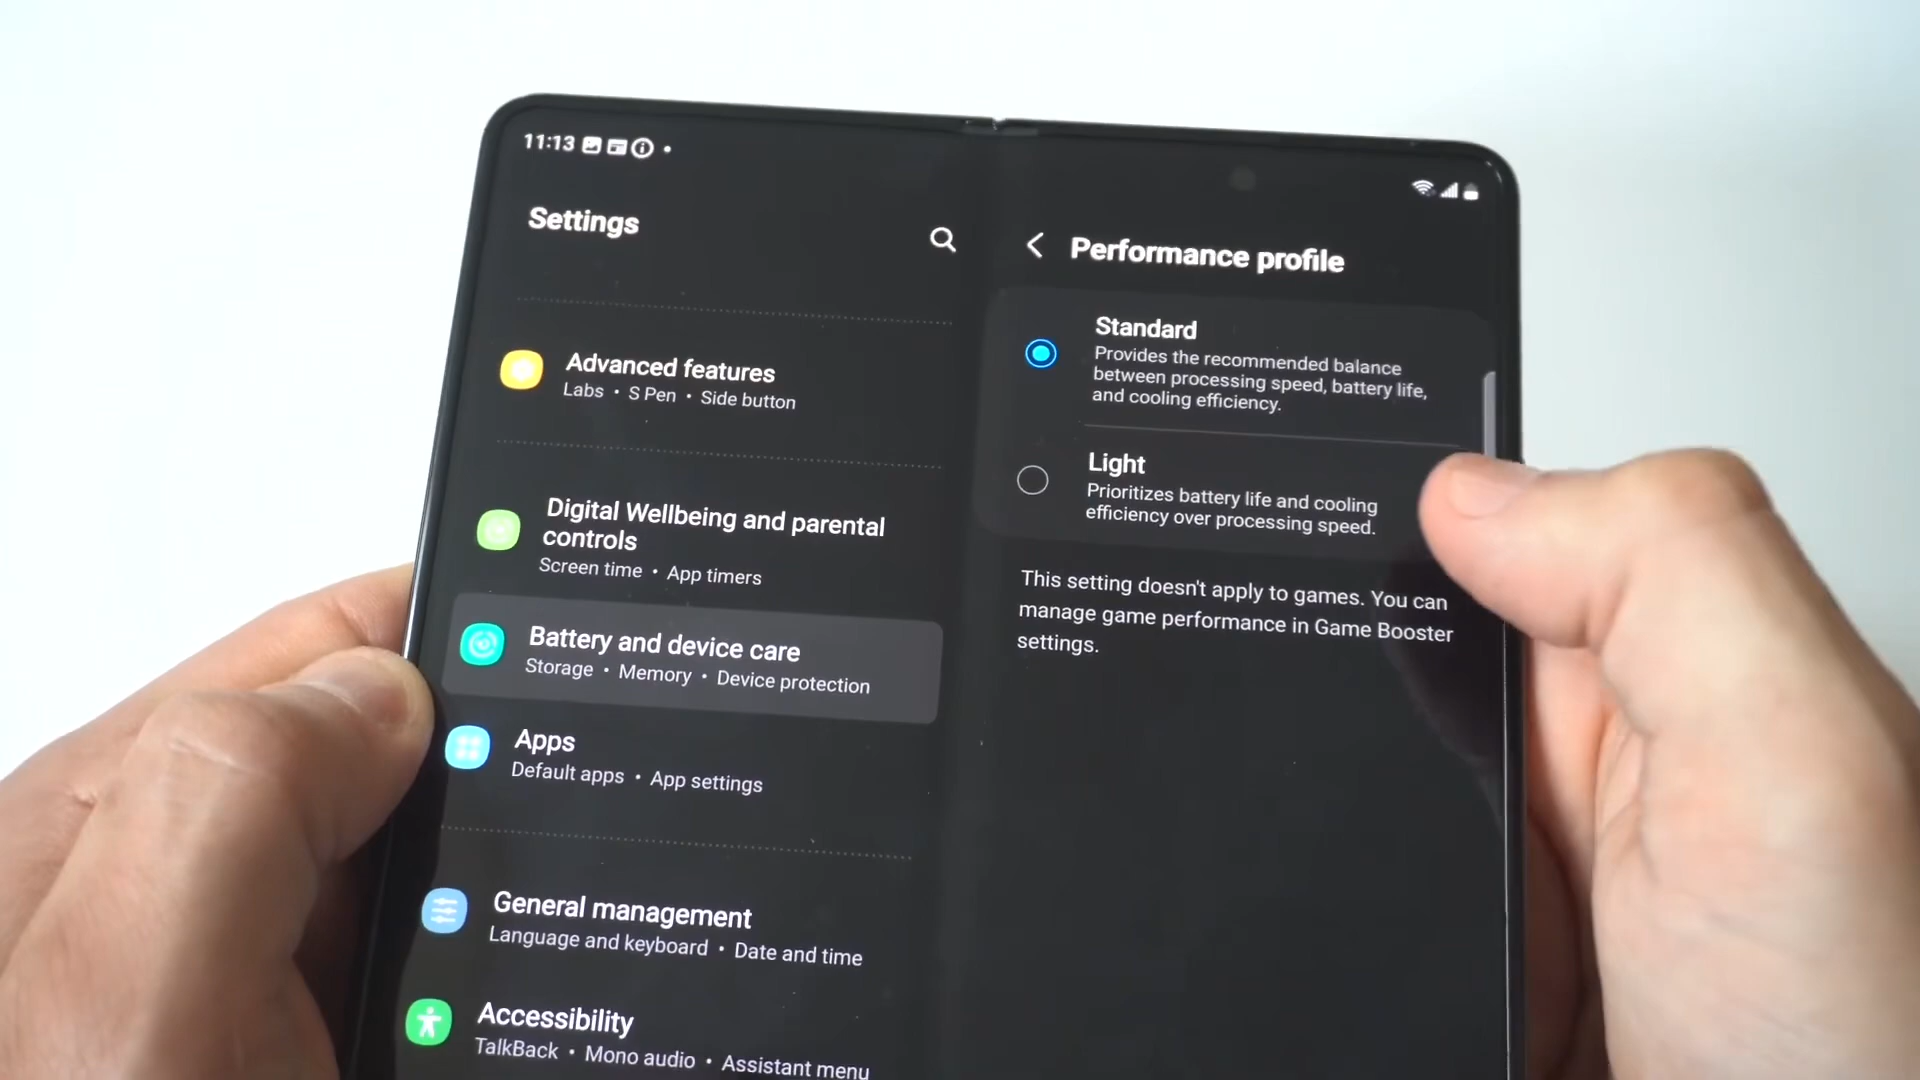 11:13
Settings
Advanced features
Labs • S Pen • Side button
Digital Wellbeing and parental
controls
Screen time • App timers
Battery and device care
Storage • Memory • Device protection
Apps
Default apps • App settings
General management
Language and keyboard • Date and time
Accessibility
TalkBack • Mono audio • Assistant menu
Performance profile
Standard
Provides the recommended balance
between processing speed, battery life,
and cooling efficiency.
Light
Prioritizes battery life and cooling
efficiency over processing speed.
This setting doesn't apply to games. You can
manage game performance in Game Booster
settings.